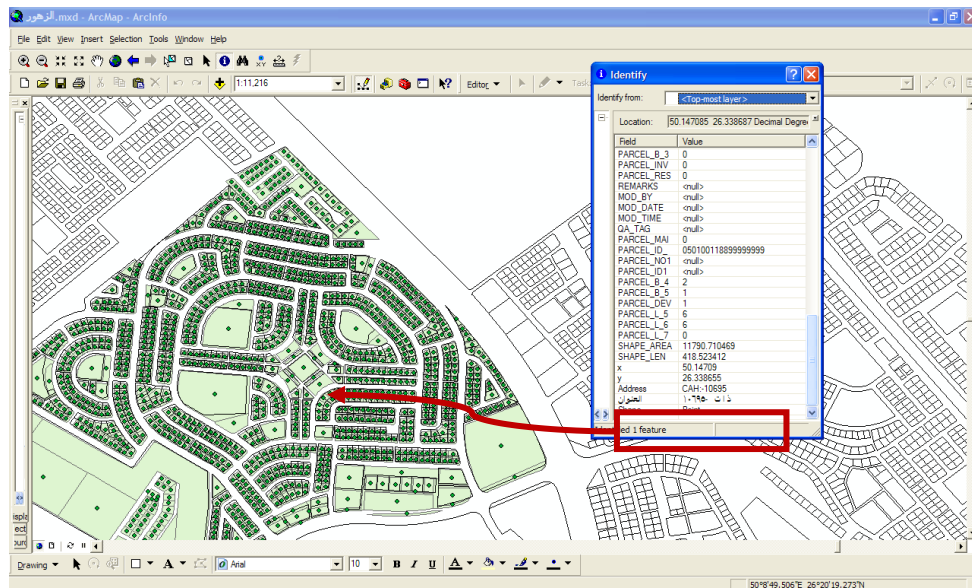 الزهور.mxd - ArcMap - ArcInfo
File Edit View Insert Selection Tools Window Help
1:11,216
Editor
Task
Identify
Identify from: <Top-most layer>
Location: 50.147085 26.338687 Decimal Degre
Field Value
PARCEL_B_3 0
PARCEL_INV 0
PARCEL_RES 0
REMARKS <null>
MOD_BY <null>
MOD_DATE <null>
MOD_TIME <null>
QA_TAG <null>
PARCEL_MAI 0
PARCEL_ID_ 050100118899999999
PARCEL_NO1 <null>
PARCEL_ID1 <null>
PARCEL_B_4 2
PARCEL_B_5 1
PARCEL_DEV 1
PARCEL_L_5 6
PARCEL_L_6 6
PARCEL_L_7 0
SHAPE_AREA 11790.710469
SHAPE_LEN 418.523412
x 50.14709
y 26.338655
Address CAH:-10695
العنوان ذات ١٠٦٩٥-
Shape Point
1 feature
Drawing Arial 10 B I U A
50°8'49.506"E 26°20'19.273"N